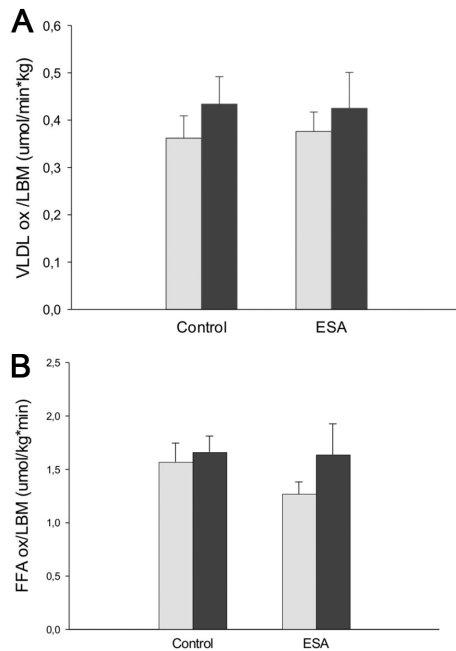 A
VLDL ox /LBM (umol/min*kg)
0,6
0,5
0,4
0,3
0,2
0,1
0,0
Control ESA
B
FFA ox/LBM (umol/kg*min)
2,5
2,0
1,5
1,0
0,5
0,0
Control ESA